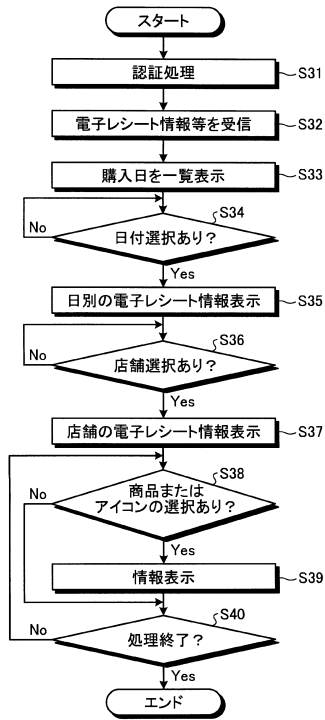 スタート
認証処理
S31
電子レシート情報等を受信
S32
購入日を一覧表示
S33
S34
日付選択あり？
No
Yes
日別の電子レシート情報表示
S35
S36
店舗選択あり？
No
Yes
店舗の電子レシート情報表示
S37
S38
商品または
アイコンの選択あり？
No
Yes
情報表示
S39
S40
処理終了？
No
Yes
エンド